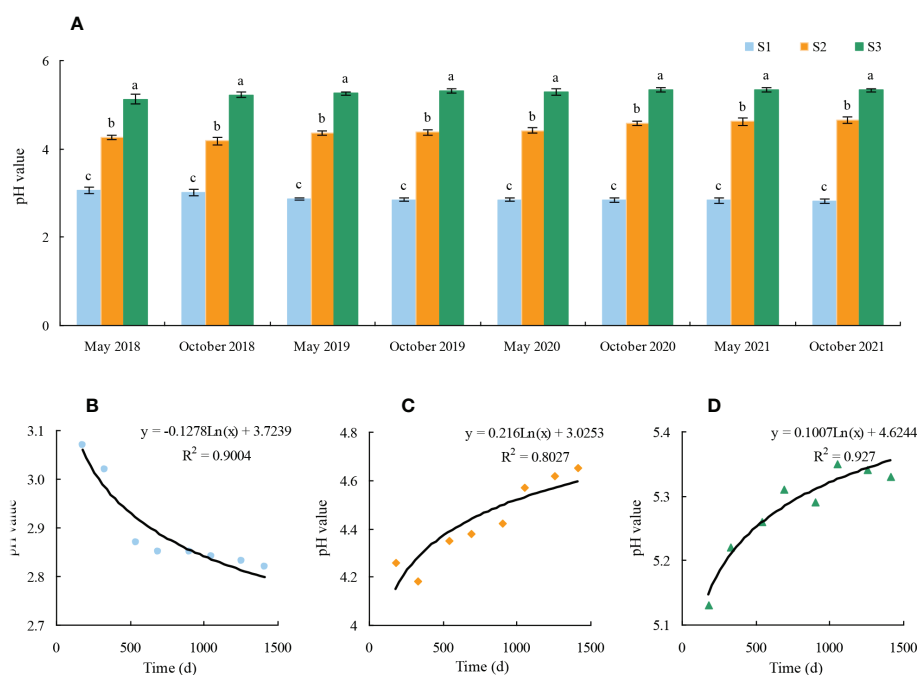 A
S1 S2 S3
6
a a a a a a a a
b b b b b b b b
4
c c c c c c c c
2
0
pH value
May 2018 October 2018 May 2019 October 2019 May 2020 October 2020 May 2021 October 2021
B
y = -0.1278Ln(x) + 3.7239
R2 = 0.9004
3.1
3.0
2.9
2.8
2.7
pH value
0 500 1000 1500
Time (d)
C
y = 0.216Ln(x) + 3.0253
R2 = 0.8027
4.8
4.6
4.4
4.2
4
pH value
0 500 1000 1500
Time (d)
D
y = 0.1007Ln(x) + 4.6244
R2 = 0.927
5.4
5.3
5.2
5.1
pH value
0 500 1000 1500
Time (d)